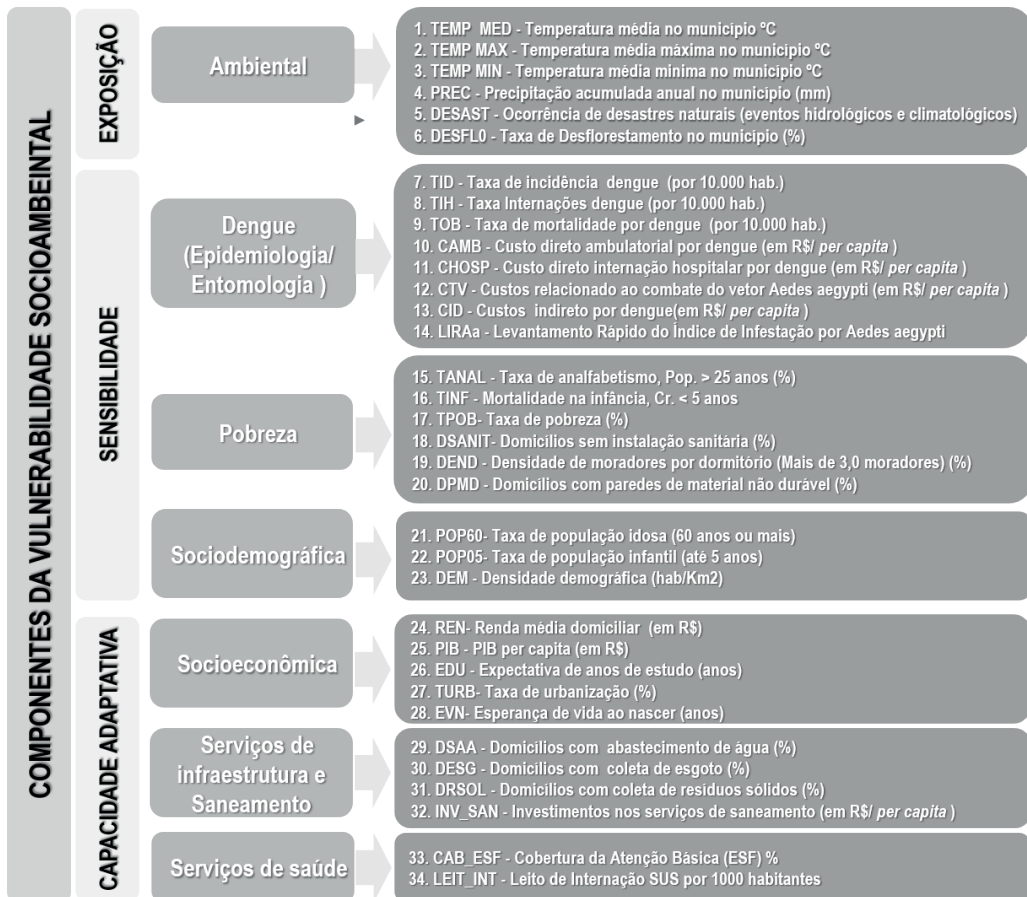 COMPONENTES DA VULNERABILIDADE SOCIOAMBEINTAL
EXPOSIÇÃO
Ambiental
1. TEMP MED - Temperatura média no município ºC
2. TEMP MAX - Temperatura média máxima no município ºC
3. TEMP MIN - Temperatura média mínima no município ºC
4. PREC - Precipitação acumulada anual no município (mm)
5. DESAST - Ocorrência de desastres naturais (eventos hidrológicos e climatológicos)
6. DESFL0 - Taxa de Desflorestamento no município (%)
SENSIBILIDADE
Dengue
(Epidemiologia/
Entomologia )
7. TID - Taxa de incidência dengue (por 10.000 hab.)
8. TIH - Taxa Internações dengue (por 10.000 hab.)
9. TOB - Taxa de mortalidade por dengue (por 10.000 hab.)
10. CAMB - Custo direto ambulatorial por dengue (em R$/ per capita )
11. CHOSP - Custo direto internação hospitalar por dengue (em R$/ per capita )
12. CTV - Custos relacionado ao combate do vetor Aedes aegypti (em R$/ per capita )
13. CID - Custos indireto por dengue(em R$/ per capita )
14. LIRAa - Levantamento Rápido do Índice de Infestação por Aedes aegypti
Pobreza
15. TANAL - Taxa de analfabetismo, Pop. > 25 anos (%)
16. TINF - Mortalidade na infância, Cr. < 5 anos
17. TPOB- Taxa de pobreza (%)
18. DSANIT- Domicílios sem instalação sanitária (%)
19. DEND - Densidade de moradores por dormitório (Mais de 3,0 moradores) (%)
20. DPMD - Domicílios com paredes de material não durável (%)
Sociodemográfica
21. POP60- Taxa de população idosa (60 anos ou mais)
22. POP05- Taxa de população infantil (até 5 anos)
23. DEM - Densidade demográfica (hab/Km2)
CAPACIDADE ADAPTATIVA
Socioeconômica
24. REN- Renda média domiciliar (em R$)
25. PIB - PIB per capita (em R$)
26. EDU - Expectativa de anos de estudo (anos)
27. TURB- Taxa de urbanização (%)
28. EVN- Esperança de vida ao nascer (anos)
Serviços de
infraestrutura e
Saneamento
29. DSAA - Domicílios com abastecimento de água (%)
30. DESG - Domicílios com coleta de esgoto (%)
31. DRSOL - Domicílios com coleta de resíduos sólidos (%)
32. INV_SAN - Investimentos nos serviços de saneamento (em R$/ per capita )
Serviços de saúde
33. CAB_ESF - Cobertura da Atenção Básica (ESF) %
34. LEIT_INT - Leito de Internação SUS por 1000 habitantes